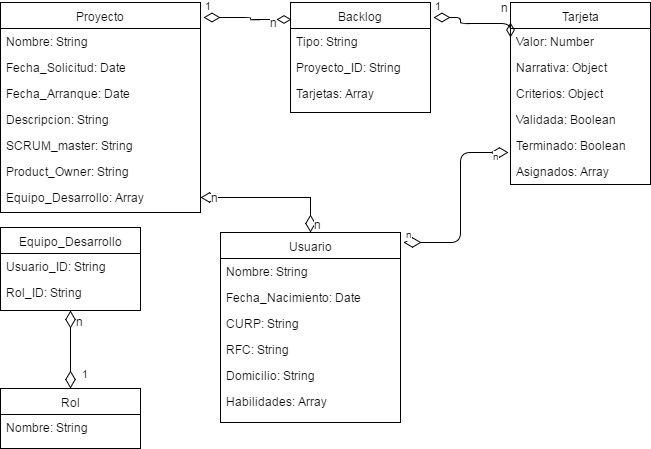 Proyecto
Nombre: String
Fecha_Solicitud: Date
Fecha_Arranque: Date
Descripcion: String
SCRUM_master: String
Product_Owner: String
Equipo_Desarrollo: Array
1
n
Backlog
Tipo: String
Proyecto_ID: String
Tarjetas: Array
1
n
Tarjeta
Valor: Number
Narrativa: Object
Criterios: Object
Validada: Boolean
Terminado: Boolean
Asignados: Array
n
n
n
n
Usuario
Nombre: String
Fecha_Nacimiento: Date
CURP: String
RFC: String
Domicilio: String
Habilidades: Array
Equipo_Desarrollo
Usuario_ID: String
Rol_ID: String
n
1
Rol
Nombre: String